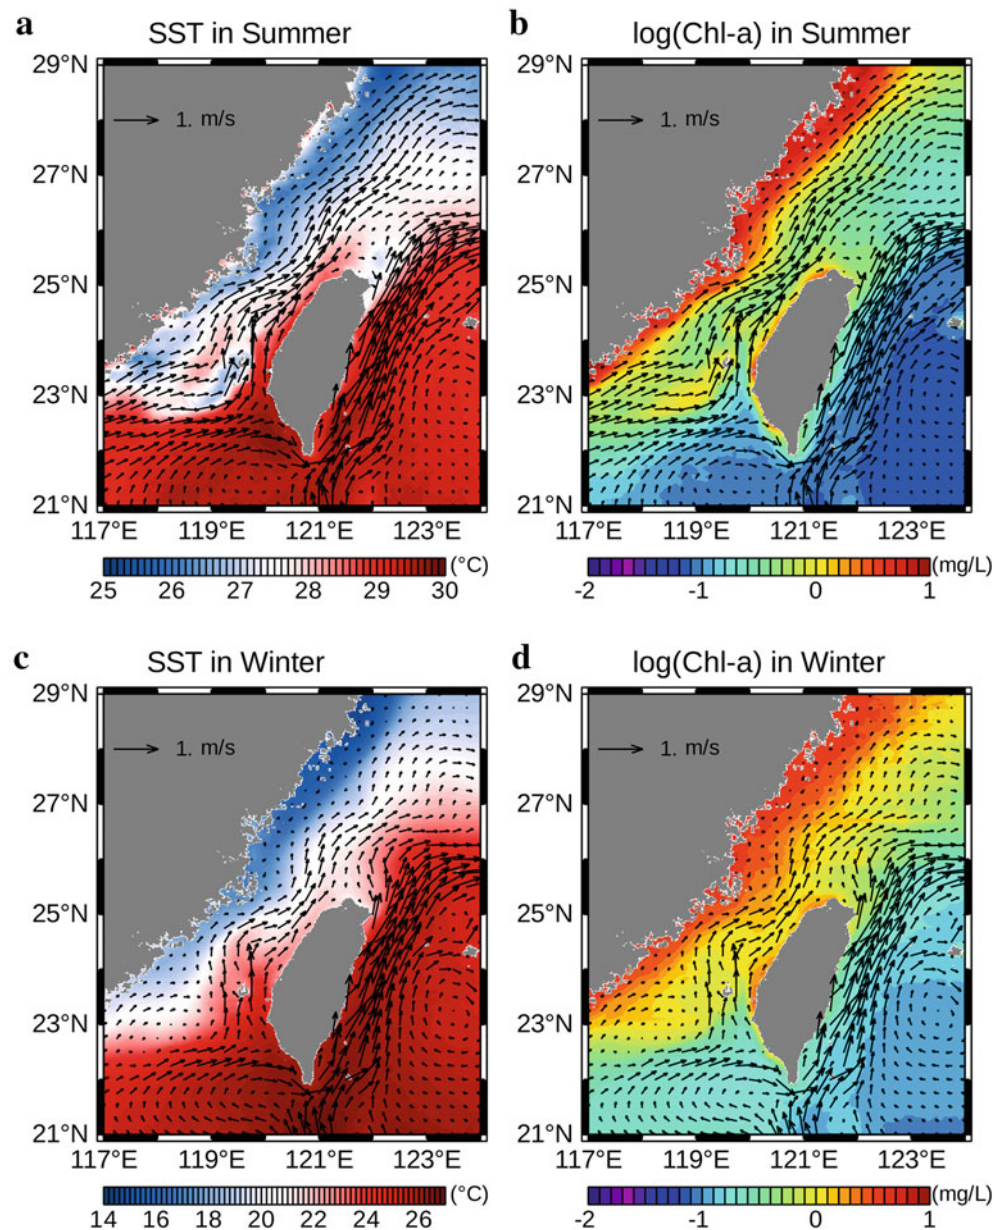 a
SST in Summer
29°N
27°N
25°N
23°N
21°N
1. m/s
117°E 119°E 121°E 123°E
25 26 27 28 29 30 (°C)
b
log(Chl-a) in Summer
29°N
27°N
25°N
23°N
21°N
1. m/s
117°E 119°E 121°E 123°E
-2 -1 0 1 (mg/L)
c
SST in Winter
29°N
27°N
25°N
23°N
21°N
1. m/s
117°E 119°E 121°E 123°E
14 16 18 20 22 24 26 (°C)
d
log(Chl-a) in Winter
29°N
27°N
25°N
23°N
21°N
1. m/s
117°E 119°E 121°E 123°E
-2 -1 0 1 (mg/L)